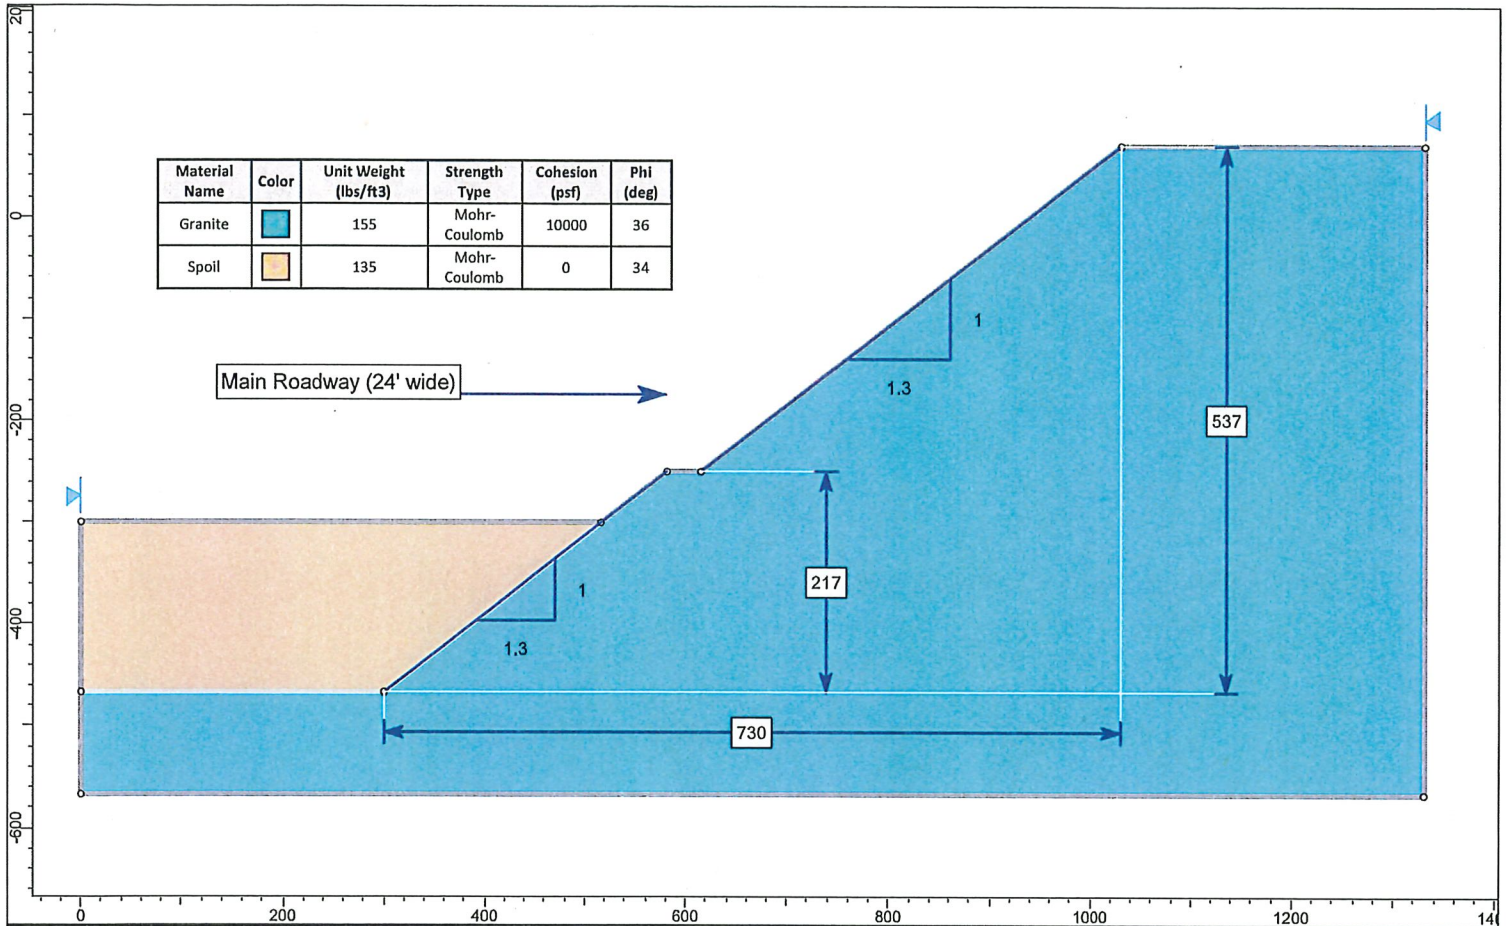 20
0
-200
-400
-600
Material Name Color Unit Weight (lbs/ft3) Strength Type Cohesion (psf) Phi (deg)
Granite 155 Mohr-Coulomb 10000 36
Spoil 135 Mohr-Coulomb 0 34
Main Roadway (24' wide)
1
1.3
537
217
1
1.3
730
0 200 400 600 800 1000 1200